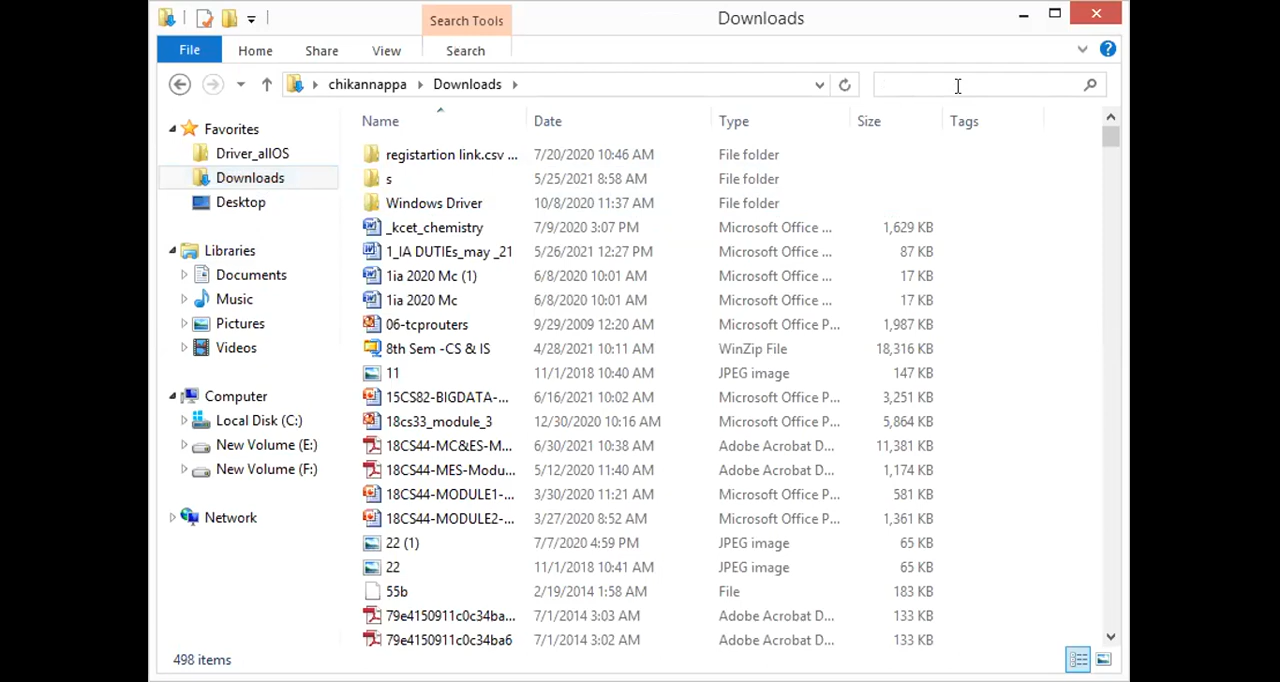 Search Tools
Downloads
File Home Share View Search
chikannappa Downloads
Name Date Type Size Tags
Favorites
Driver_allOS
Downloads
Desktop
Libraries
Documents
Music
Pictures
Videos
Computer
Local Disk (C:)
New Volume (E:)
New Volume (F:)
Network
registartion link.csv ... 7/20/2020 10:46 AM File folder
s 5/25/2021 8:58 AM File folder
Windows Driver 10/8/2020 11:37 AM File folder
_kcet_chemistry 7/9/2020 3:07 PM Microsoft Office ... 1,629 KB
1_IA DUTIEs_may _21 5/26/2021 12:27 PM Microsoft Office ... 87 KB
1ia 2020 Mc (1) 6/8/2020 10:01 AM Microsoft Office ... 17 KB
1ia 2020 Mc 6/8/2020 10:01 AM Microsoft Office ... 17 KB
06-tcprouters 9/29/2009 12:20 AM Microsoft Office P... 1,987 KB
8th Sem -CS & IS 4/28/2021 10:11 AM WinZip File 18,316 KB
11 11/1/2018 10:40 AM JPEG image 147 KB
15CS82-BIGDATA-... 6/16/2021 10:02 AM Microsoft Office P... 3,251 KB
18cs33_module_3 12/30/2020 10:16 AM Microsoft Office P... 5,864 KB
18CS44-MC&ES-M... 6/30/2021 10:38 AM Adobe Acrobat D... 11,381 KB
18CS44-MES-Modu... 5/12/2020 11:40 AM Adobe Acrobat D... 1,174 KB
18CS44-MODULE1-... 3/30/2020 11:21 AM Microsoft Office P... 581 KB
18CS44-MODULE2-... 3/27/2020 8:52 AM Microsoft Office P... 1,361 KB
22 (1) 7/7/2020 4:59 PM JPEG image 65 KB
22 11/1/2018 10:41 AM JPEG image 65 KB
55b 2/19/2014 1:58 AM File 183 KB
79e4150911c0c34ba... 7/1/2014 3:03 AM Adobe Acrobat D... 133 KB
79e4150911c0c34ba6 7/1/2014 3:02 AM Adobe Acrobat D... 133 KB
498 items